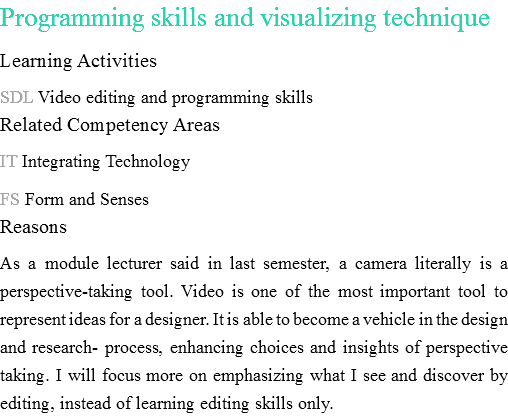 Programming skills and visualizing technique
Learning Activities
SDL Video editing and programming skills
Related Competency Areas
IT Integrating Technology
FS Form and Senses
Reasons
As a module lecturer said in last semester, a camera literally is a
perspective-taking tool. Video is one of the most important tool to
represent ideas for a designer. It is able to become a vehicle in the design
and research- process, enhancing choices and insights of perspective
taking. I will focus more on emphasizing what I see and discover by
editing, instead of learning editing skills only.